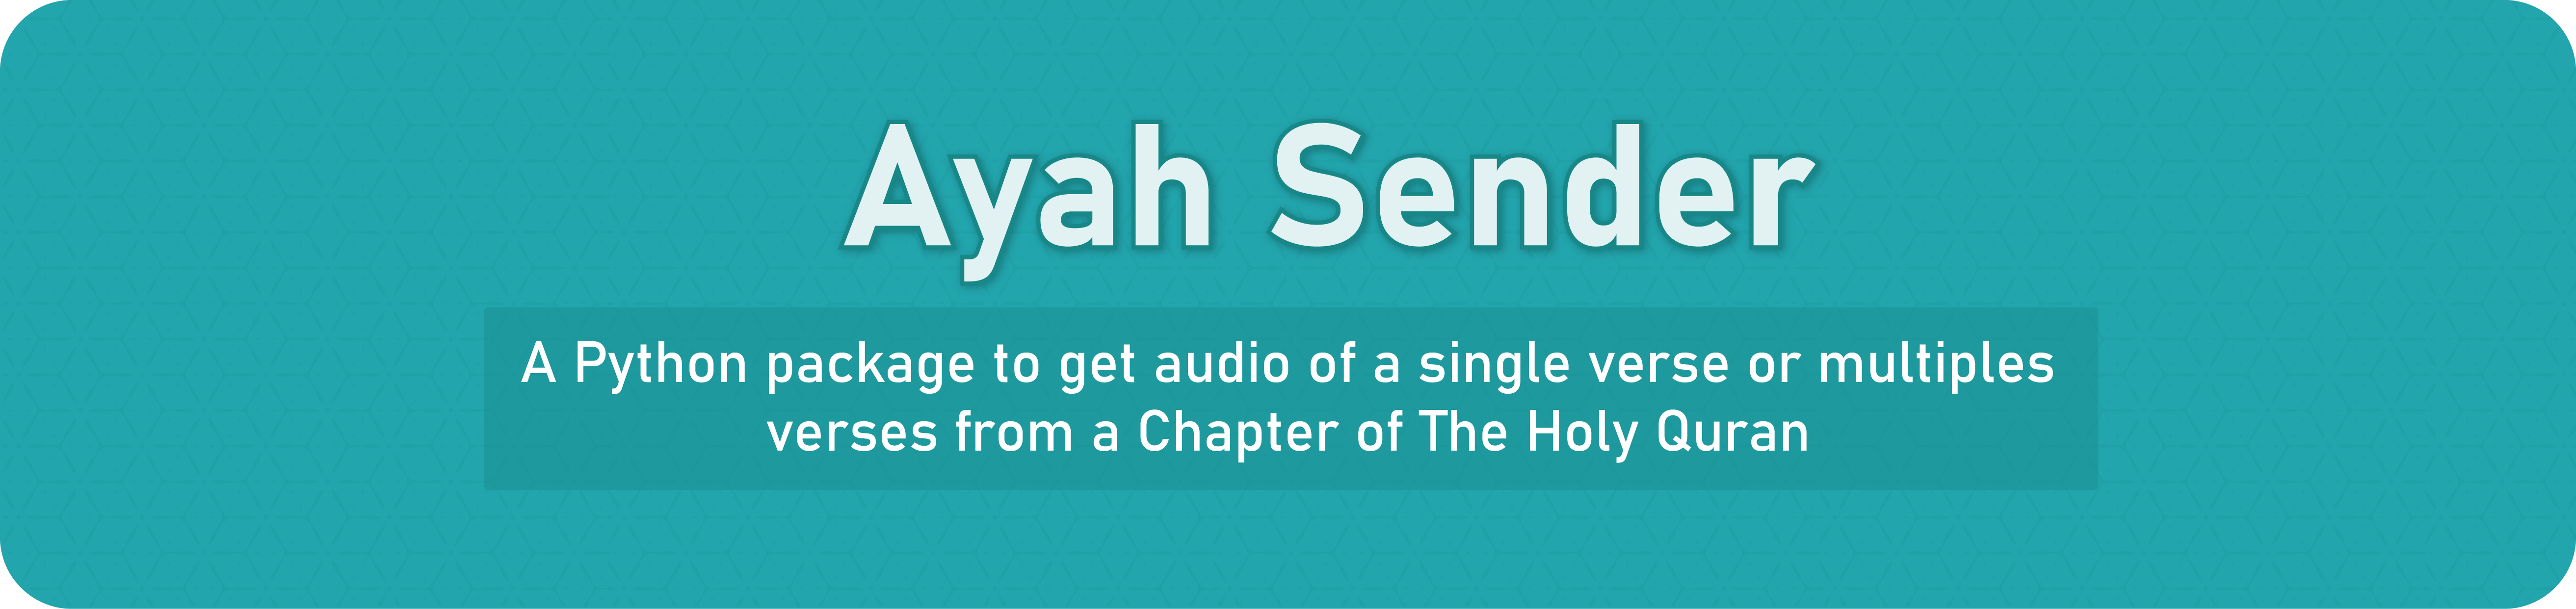 Ayah Sender
A Python package to get audio of a single verse or multiples
verses from a Chapter of The Holy Quran